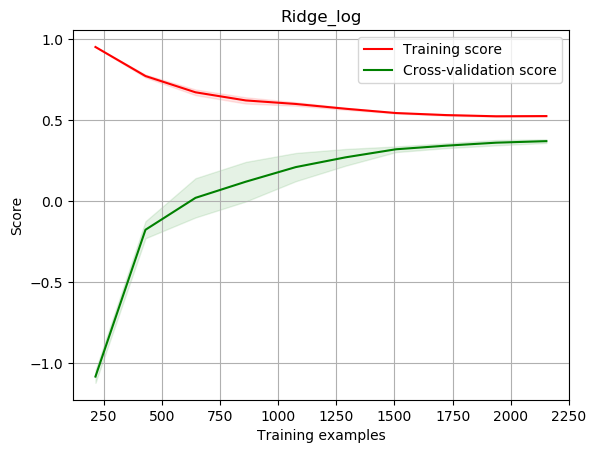 Ridge_log
Training score
Cross-validation score
1.0
0.5
0.0
−0.5
−1.0
Score
250 500 750 1000 1250 1500 1750 2000 2250
Training examples